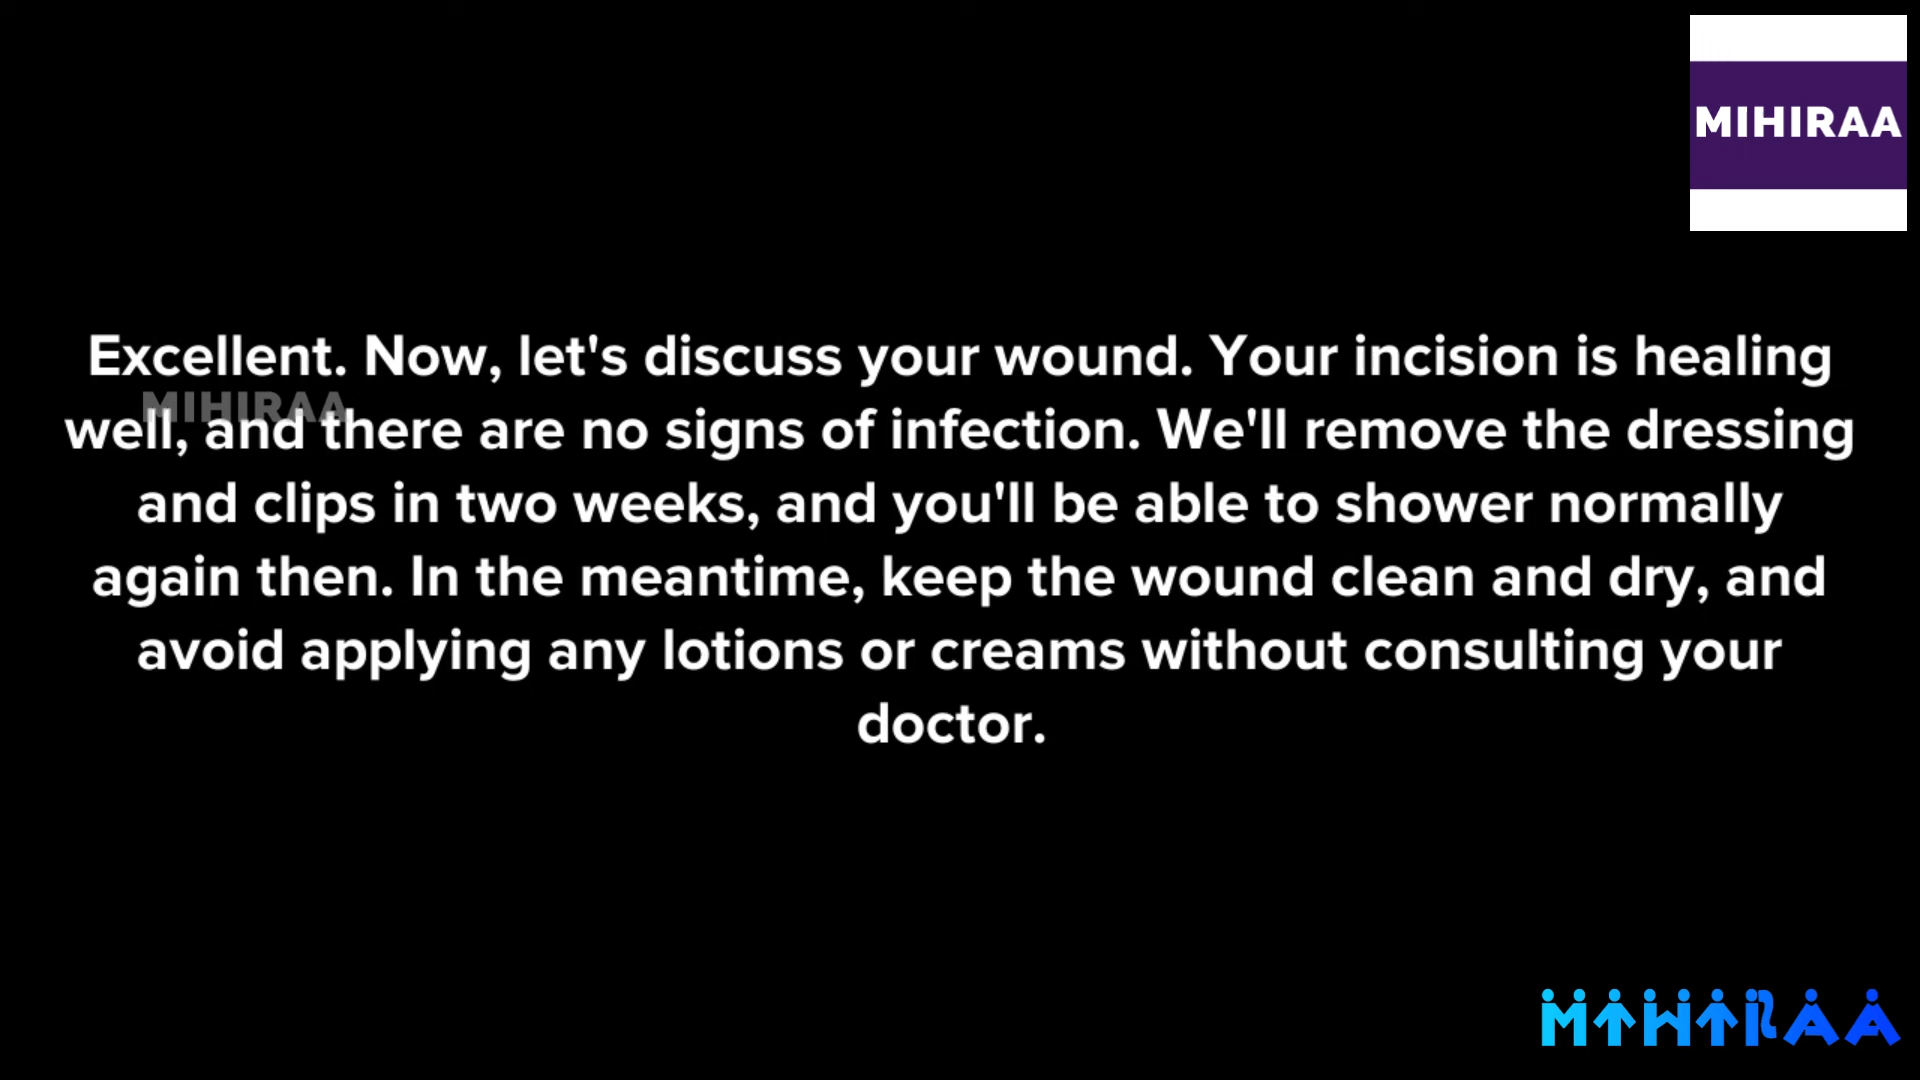 MIHIRAA
Excellent. Now, let's discuss your wound. Your incision is healing
MIHIRAA
well, and there are no signs of infection. We'll remove the dressing
and clips in two weeks, and you'll be able to shower normally
again then. In the meantime, keep the wound clean and dry, and
avoid applying any lotions or creams without consulting your
doctor.
MIHIRAA